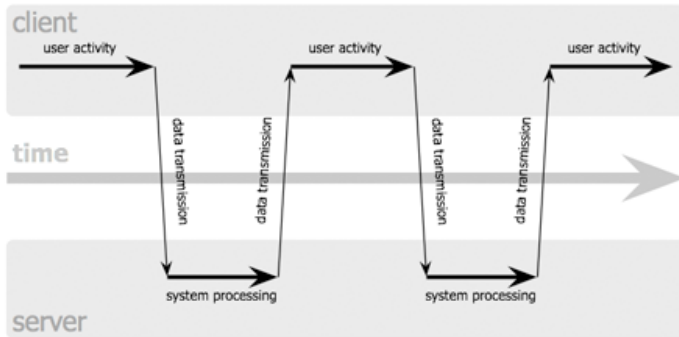 client
user activity
user activity
user activity
data transmission
data transmission
data transmission
data transmission
time
system processing
system processing
server